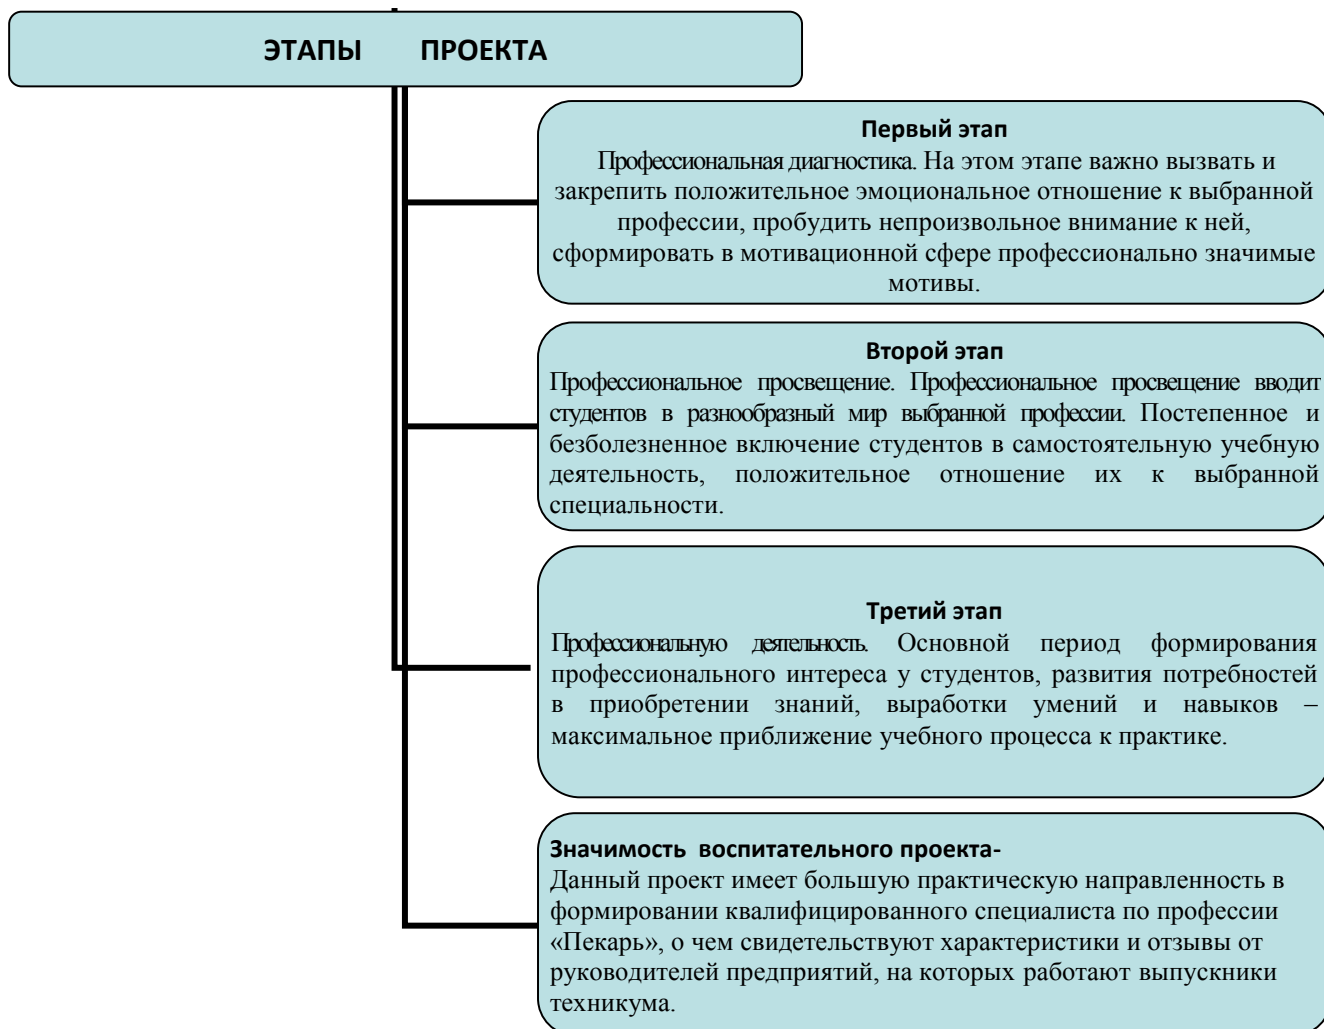 ЭТАПЫ ПРОЕКТА
Первый этап
Профессиональная диагностика. На этом этапе важно вызвать и
закрепить положительное эмоциональное отношение к выбранной
профессии, пробудить непроизвольное внимание к ней,
сформировать в мотивационной сфере профессионально значимые
мотивы.
Второй этап
Профессиональное просвещение. Профессиональное просвещение вводит
студентов в разнообразный мир выбранной профессии. Постепенное и
безболезненное включение студентов в самостоятельную учебную
деятельность, положительное отношение их к выбранной
специальности.
Третий этап
Профессиональную деятельность. Основной период формирования
профессионального интереса у студентов, развития потребностей
в приобретении знаний, выработки умений и навыков –
максимальное приближение учебного процесса к практике.
Значимость воспитательного проекта-
Данный проект имеет большую практическую направленность в
формировании квалифицированного специалиста по профессии
«Пекарь», о чем свидетельствуют характеристики и отзывы от
руководителей предприятий, на которых работают выпускники
техникума.